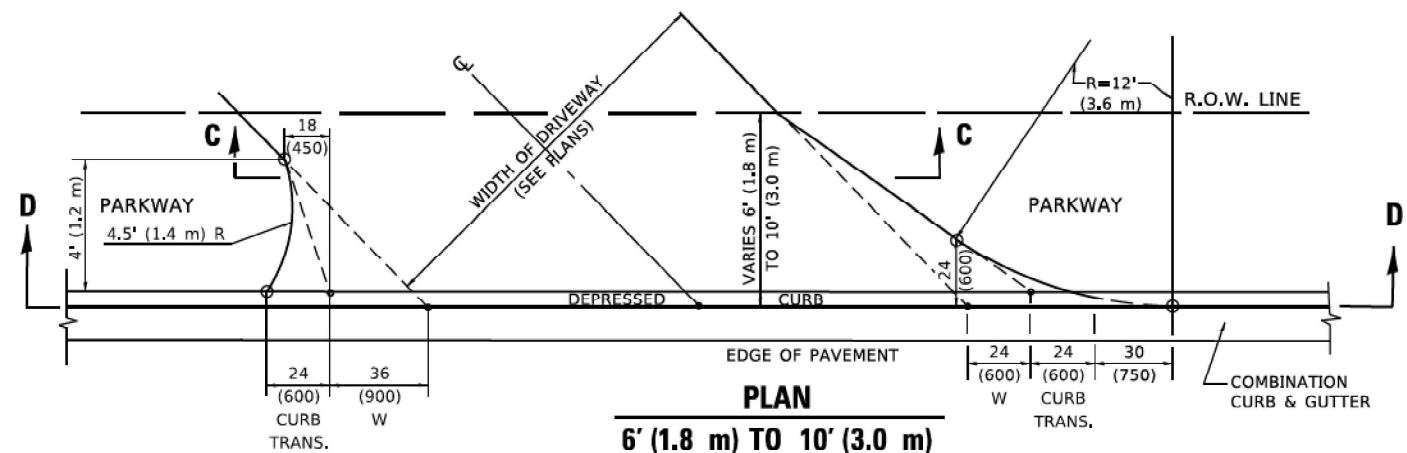 ℄
R=12'
(3.6 m)
R.O.W. LINE
18
(450)
C
C
WIDTH OF DRIVEWAY
(SEE PLANS)
VARIES 6' (1.8 m)
TO 10' (3.0 m)
4' (1.2 m)
D
PARKWAY
PARKWAY
D
4.5' (1.4 m) R
24
(600)
DEPRESSED CURB
EDGE OF PAVEMENT
24
(600)
CURB
TRANS.
36
(900)
W
24
(600)
W
24
(600)
CURB
TRANS.
30
(750)
COMBINATION
CURB & GUTTER
PLAN
6' (1.8 m) TO 10' (3.0 m)